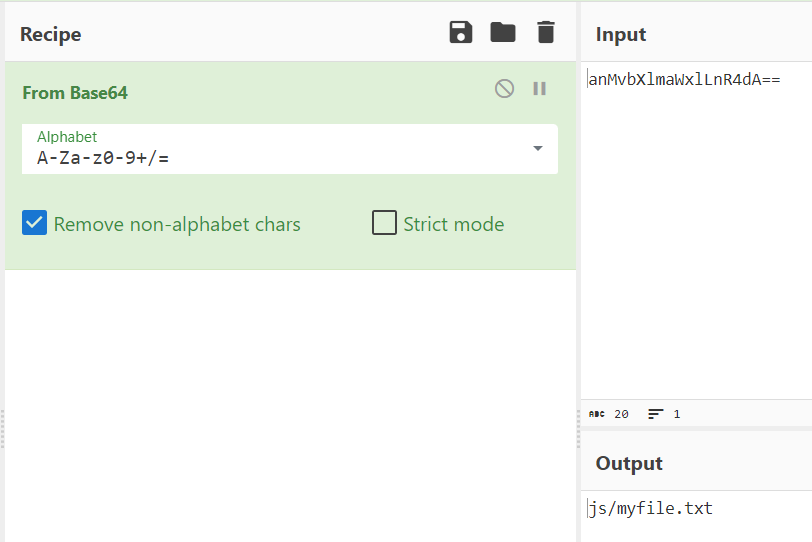 Recipe
From Base64
Alphabet
A-Za-z0-9+/=
Remove non-alphabet chars
Strict mode
Input
anMvbXlmaWxlLnR4dA==
ABC 20 1
Output
js/myfile.txt